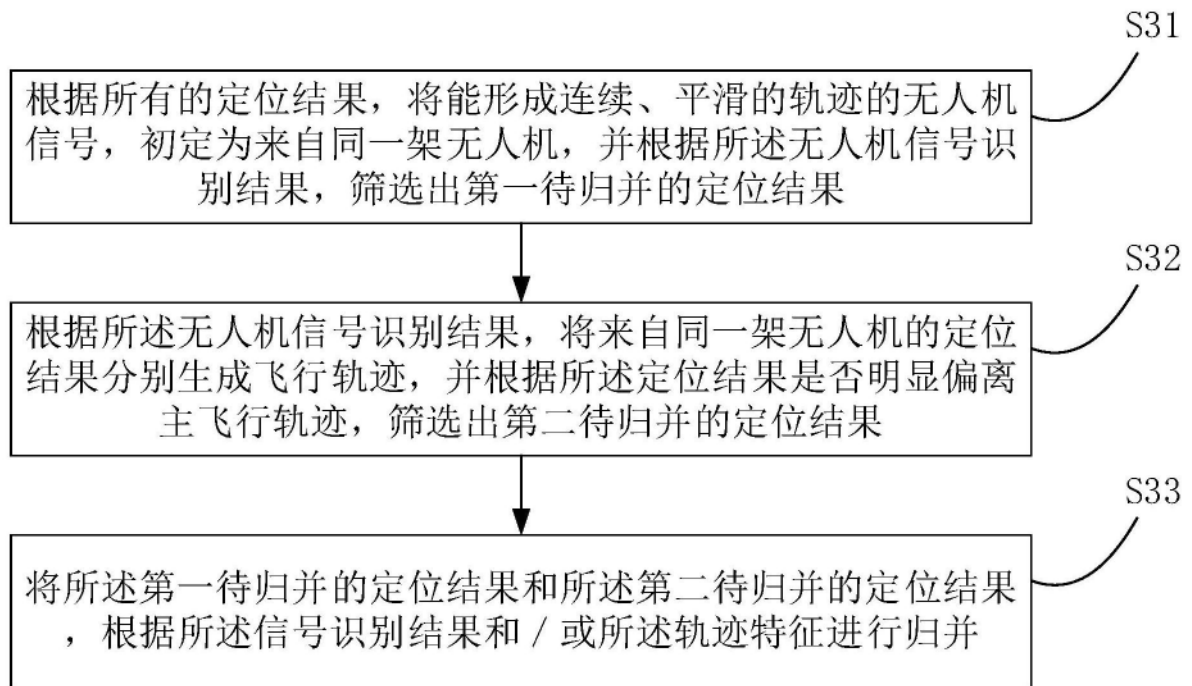 S31
根据所有的定位结果，将能形成连续、平滑的轨迹的无人机
信号，初定为来自同一架无人机，并根据所述无人机信号识
别结果，筛选出第一待归并的定位结果
S32
根据所述无人机信号识别结果，将来自同一架无人机的定位
结果分别生成飞行轨迹，并根据所述定位结果是否明显偏离
主飞行轨迹，筛选出第二待归并的定位结果
S33
将所述第一待归并的定位结果和所述第二待归并的定位结果
，根据所述信号识别结果和／或所述轨迹特征进行归并